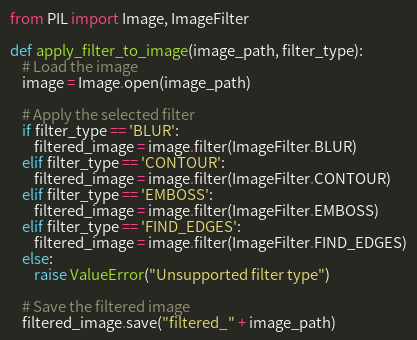 from PIL import Image, ImageFilter

def apply_filter_to_image(image_path, filter_type):
    # Load the image
    image = Image.open(image_path)

    # Apply the selected filter
    if filter_type == 'BLUR':
        filtered_image = image.filter(ImageFilter.BLUR)
    elif filter_type == 'CONTOUR':
        filtered_image = image.filter(ImageFilter.CONTOUR)
    elif filter_type == 'EMBOSS':
        filtered_image = image.filter(ImageFilter.EMBOSS)
    elif filter_type == 'FIND_EDGES':
        filtered_image = image.filter(ImageFilter.FIND_EDGES)
    else:
        raise ValueError("Unsupported filter type")

    # Save the filtered image
    filtered_image.save("filtered_" + image_path)